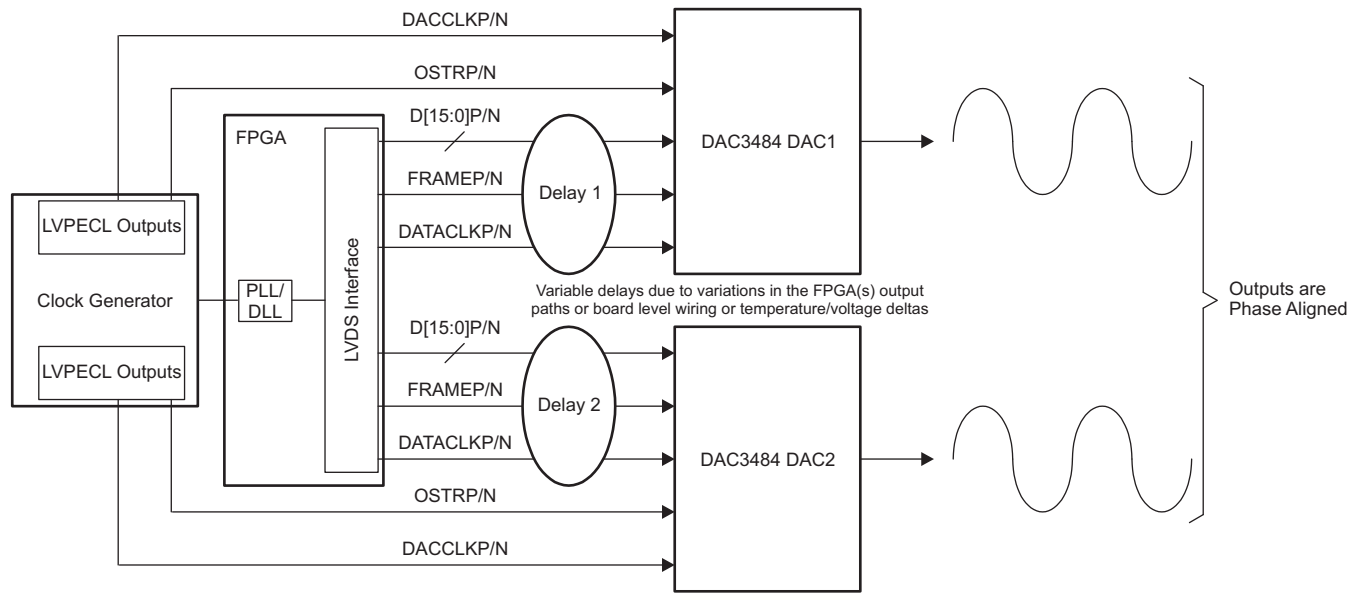 DACCLKP/N
OSTRP/N
D[15:0]P/N
FPGA
DAC3484 DAC1
FRAMEP/N
Delay 1
LVPECL Outputs
DATACLKP/N
LVDS Interface
Clock Generator
PLL/
DLL
Variable delays due to variations in the FPGA(s) output
paths or board level wiring or temperature/voltage deltas
Outputs are
Phase Aligned
D[15:0]P/N
LVPECL Outputs
FRAMEP/N
Delay 2
DATACLKP/N
DAC3484 DAC2
OSTRP/N
DACCLKP/N